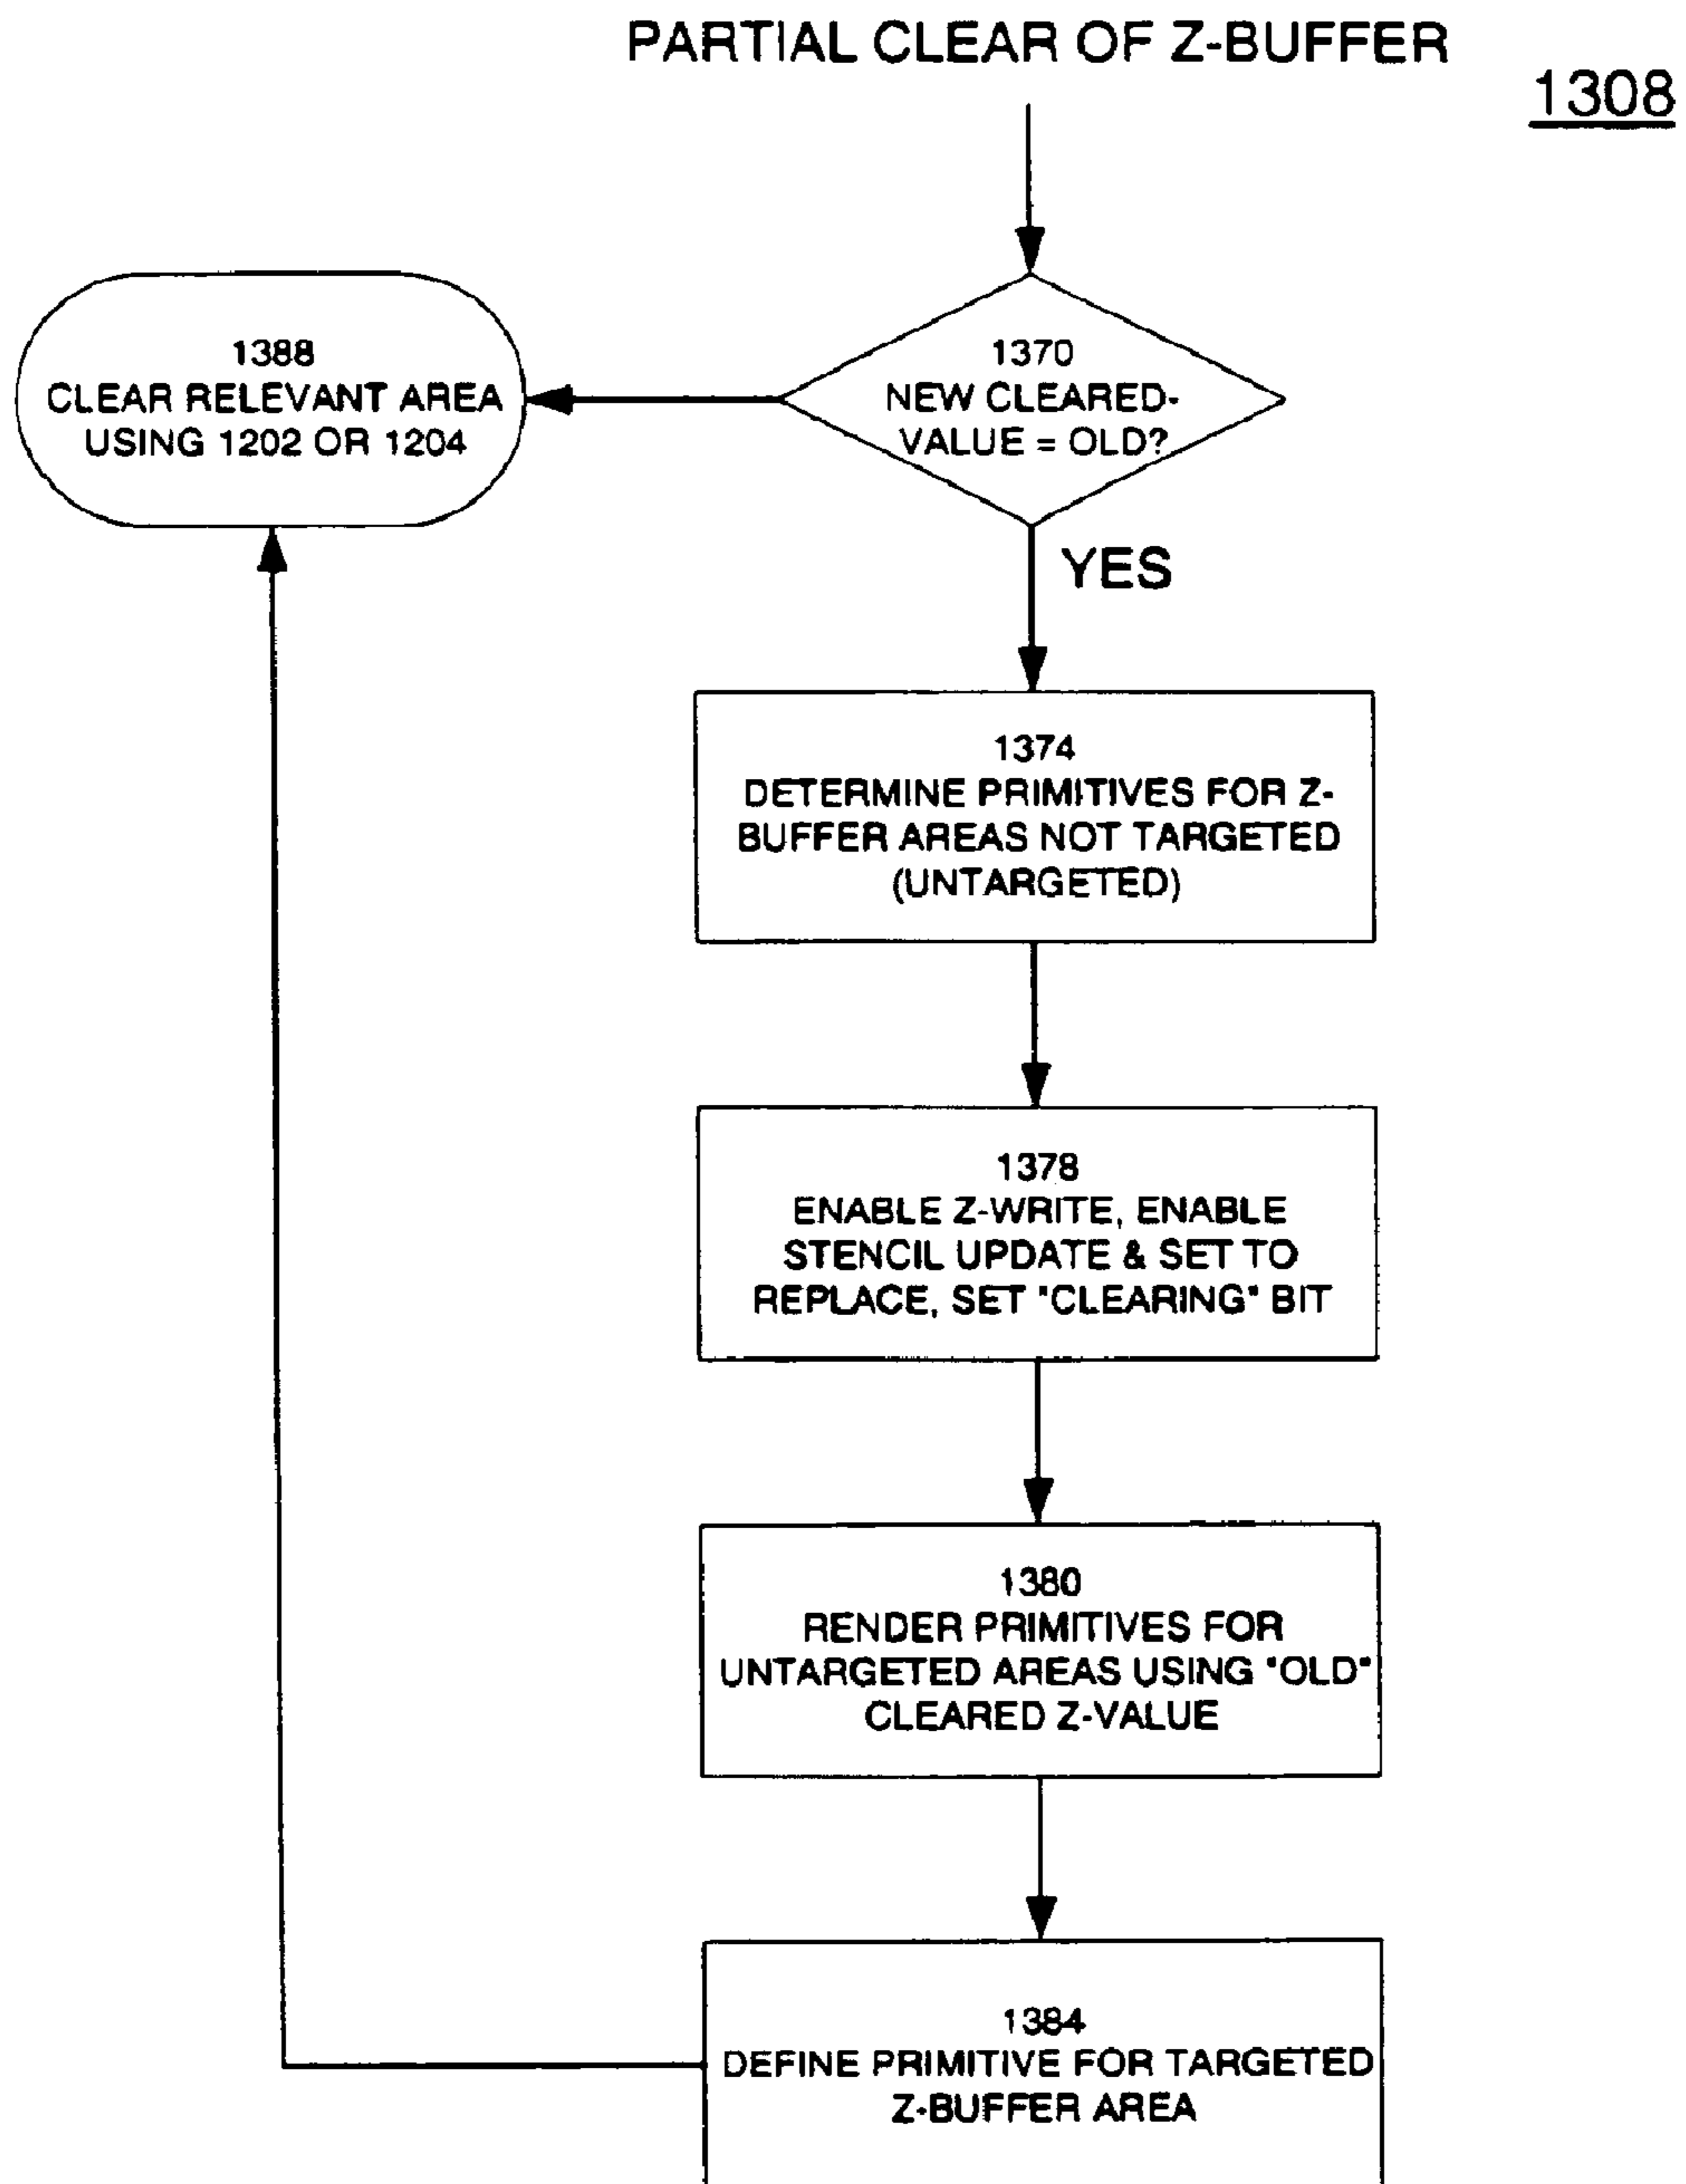 PARTIAL CLEAR OF Z-BUFFER
1308
1388
CLEAR RELEVANT AREA
USING 1202 OR 1204
1370
NEW CLEARED-
VALUE = OLD?
YES
1374
DETERMINE PRIMITIVES FOR Z-
BUFFER AREAS NOT TARGETED
(UNTARGETED)
1378
ENABLE Z-WRITE, ENABLE
STENCIL UPDATE & SET TO
REPLACE, SET "CLEARING" BIT
1380
RENDER PRIMITIVES FOR
UNTARGETED AREAS USING "OLD"
CLEARED Z-VALUE
1384
DEFINE PRIMITIVE FOR TARGETED
Z-BUFFER AREA